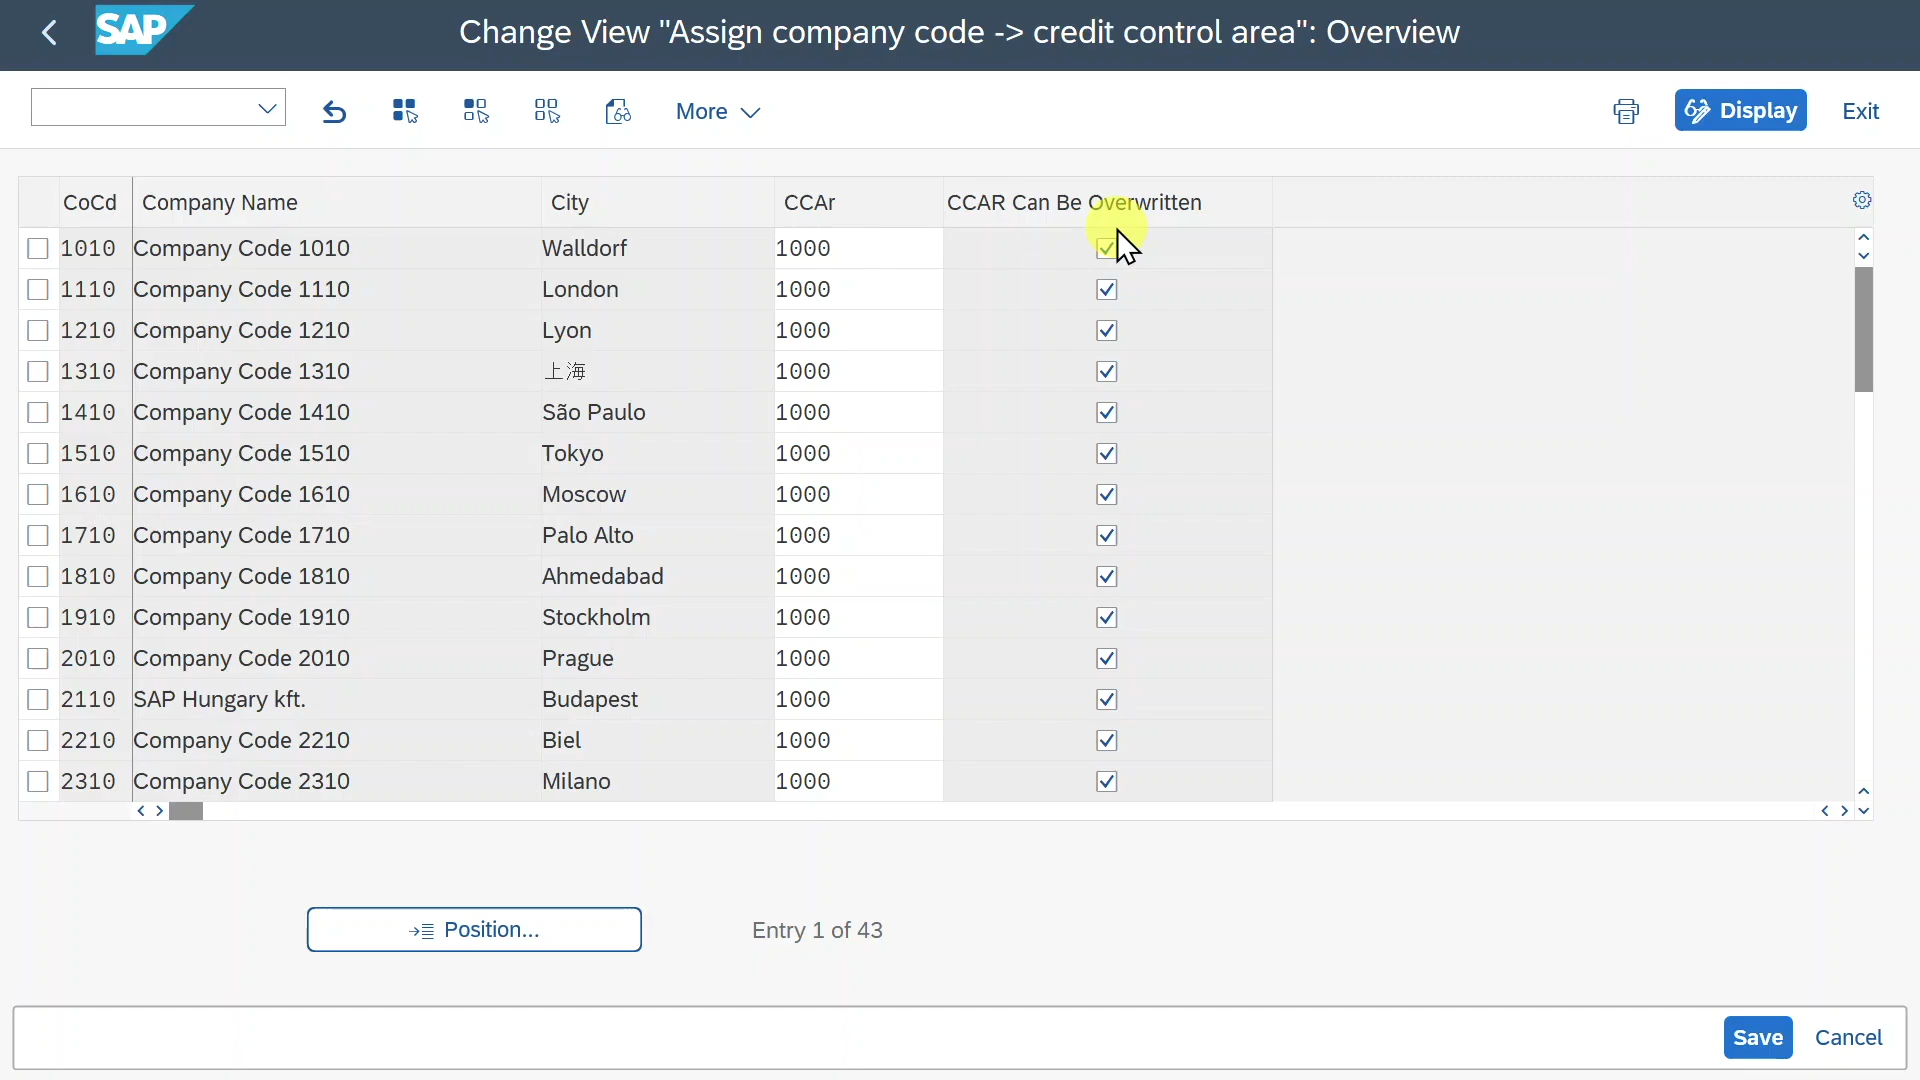 SAP
Change View "Assign company code -> credit control area": Overview
More
Display
Exit
CoCd Company Name City CCAr CCAR Can Be Overwritten
1010 Company Code 1010 Walldorf 1000
1110 Company Code 1110 London 1000
1210 Company Code 1210 Lyon 1000
1310 Company Code 1310 上海 1000
1410 Company Code 1410 São Paulo 1000
1510 Company Code 1510 Tokyo 1000
1610 Company Code 1610 Moscow 1000
1710 Company Code 1710 Palo Alto 1000
1810 Company Code 1810 Ahmedabad 1000
1910 Company Code 1910 Stockholm 1000
2010 Company Code 2010 Prague 1000
2110 SAP Hungary kft. Budapest 1000
2210 Company Code 2210 Biel 1000
2310 Company Code 2310 Milano 1000
Position...
Entry 1 of 43
Save
Cancel